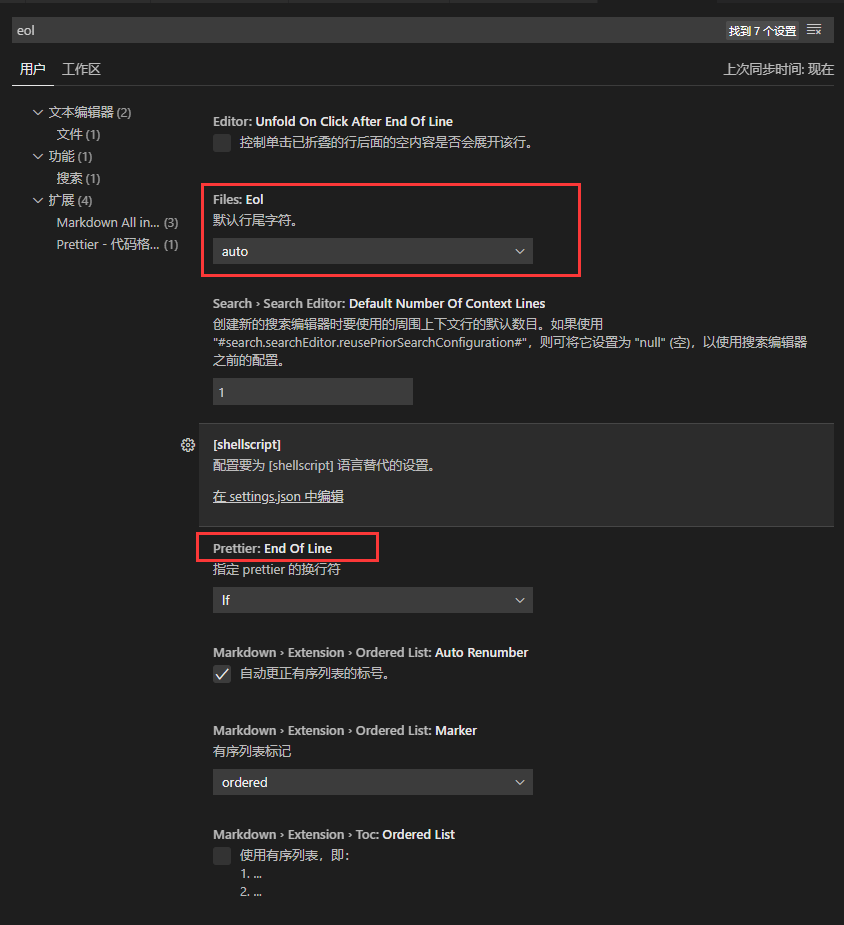 eol
找到 7 个设置
用户 工作区
上次同步时间: 现在
文本编辑器 (2)
文件 (1)
功能 (1)
搜索 (1)
扩展 (4)
Markdown All in... (3)
Prettier - 代码格... (1)
Editor: Unfold On Click After End Of Line
控制单击已折叠的行后面的空内容是否会展开该行。
Files: Eol
默认行尾字符。
auto
Search › Search Editor: Default Number Of Context Lines
创建新的搜索编辑器时要使用的周围上下文行的默认数目。如果使用
"#search.searchEditor.reusePriorSearchConfiguration#"，则可将它设置为 "null" (空)，以使用搜索编辑器
之前的配置。
1
[shellscript]
配置要为 [shellscript] 语言替代的设置。
在 settings.json 中编辑
Prettier: End Of Line
指定 prettier 的换行符
lf
Markdown › Extension › Ordered List: Auto Renumber
自动更正有序列表的标号。
Markdown › Extension › Ordered List: Marker
有序列表标记
ordered
Markdown › Extension › Toc: Ordered List
使用有序列表，即：
1. ...
2. ...